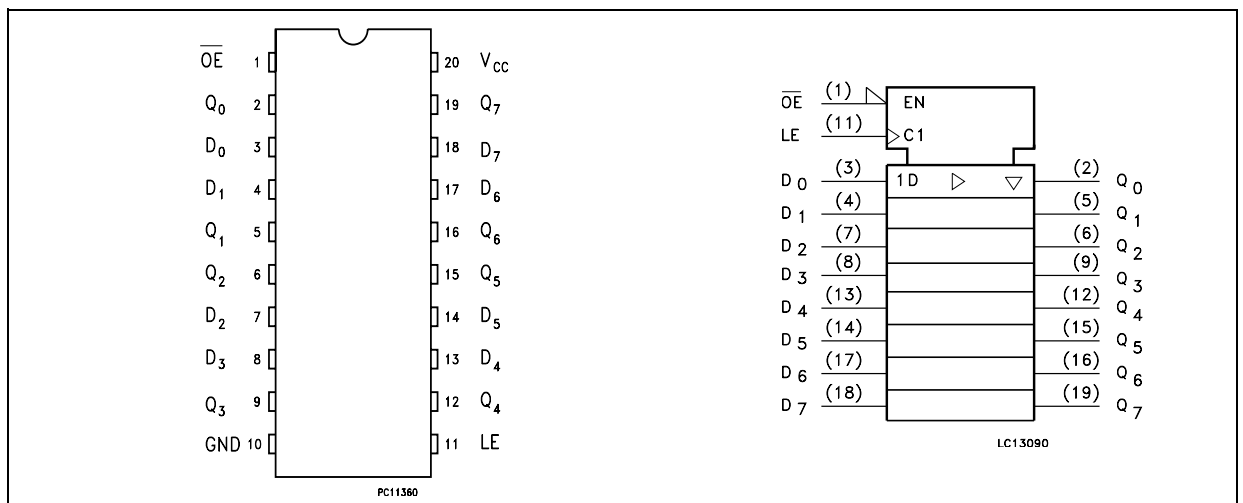 OE 1 20 VCC
Q0 2 19 Q7
D0 3 18 D7
D1 4 17 D6
Q1 5 16 Q6
Q2 6 15 Q5
D2 7 14 D5
D3 8 13 D4
Q3 9 12 Q4
GND 10 11 LE
PC11360
OE (1) EN
LE (11) C1
D0 (3) 1D (2) Q0
D1 (4) (5) Q1
D2 (7) (6) Q2
D3 (8) (9) Q3
D4 (13) (12) Q4
D5 (14) (15) Q5
D6 (17) (16) Q6
D7 (18) (19) Q7
LC13090